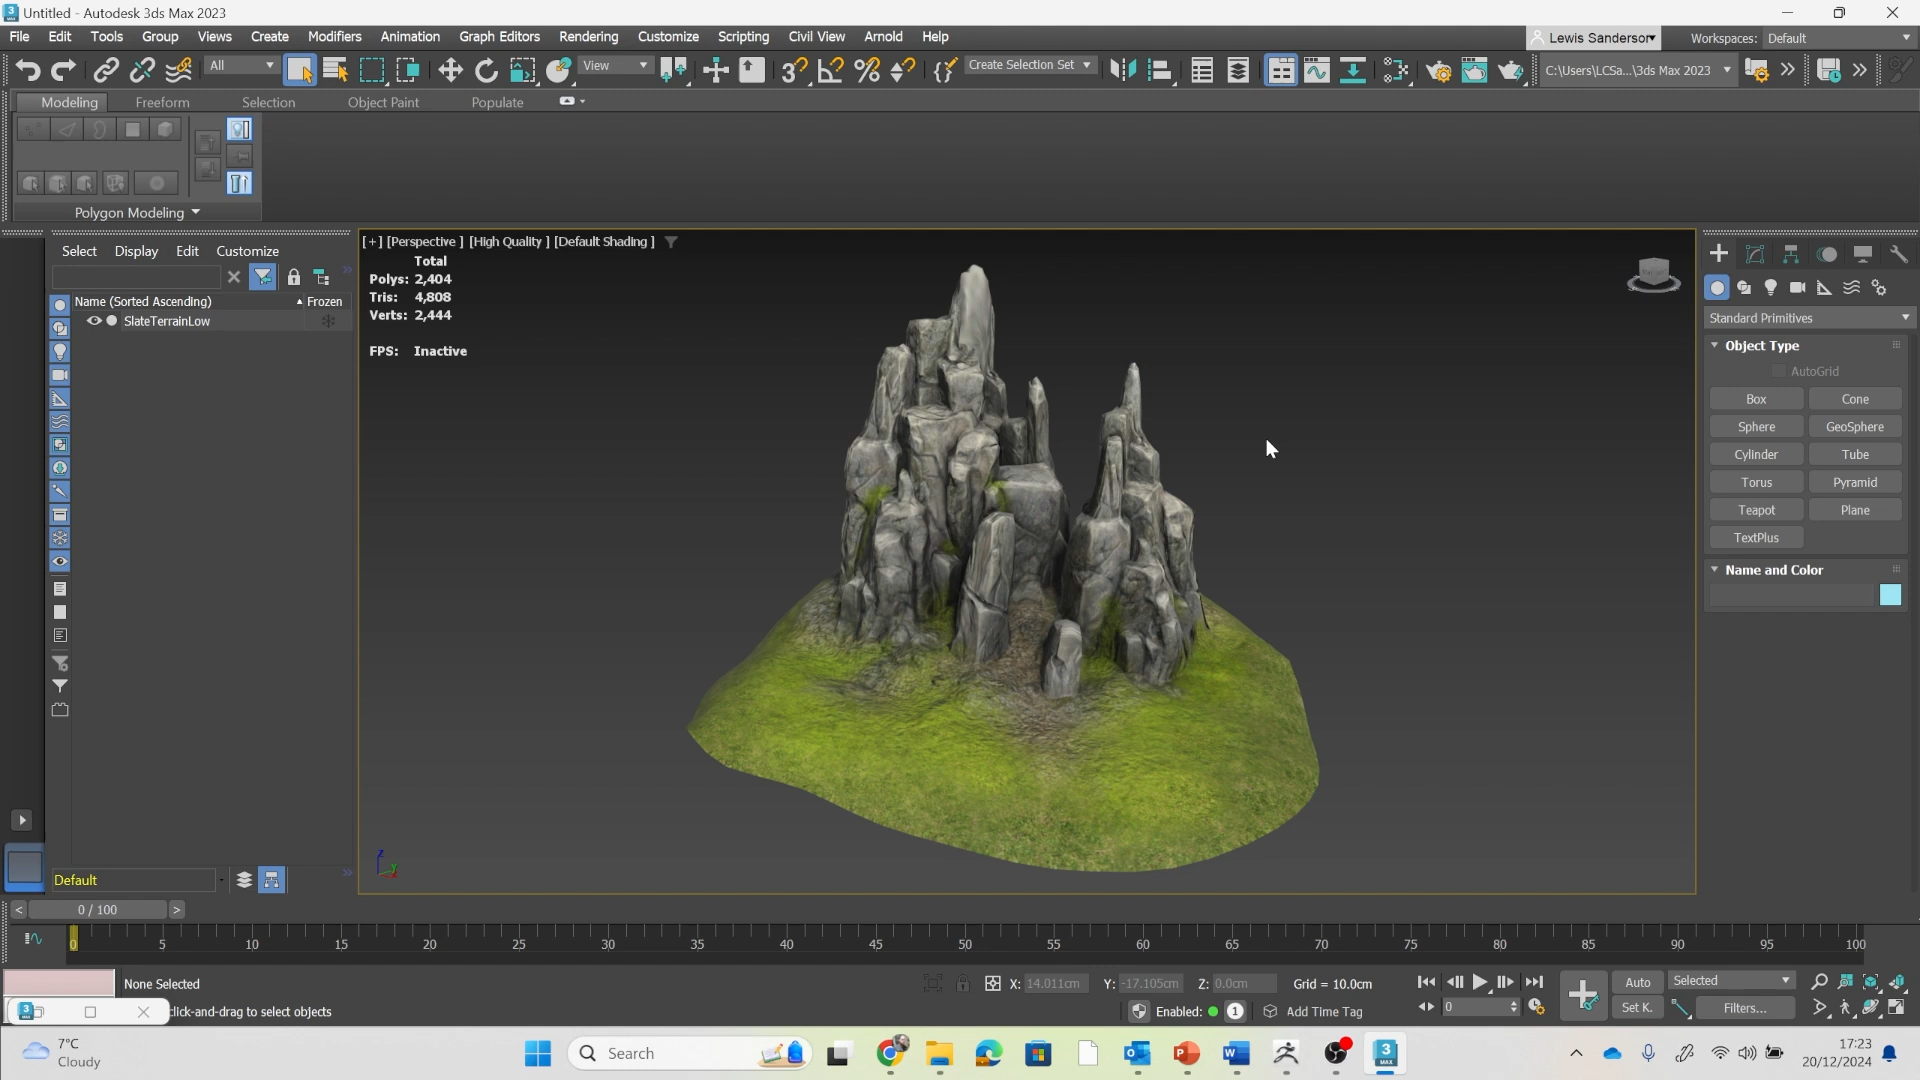 Untitled - Autodesk 3ds Max 2023
File Edit Tools Group Views Create Modifiers Animation Graph Editors Rendering Customize Scripting Civil View Arnold Help
Lewis Sanderson
Workspaces: Default
All
View
Create Selection Set
C:\Users\LCSa...\3ds Max 2023
Modeling Freeform Selection Object Paint Populate
Polygon Modeling
Select Display Edit Customize
Name (Sorted Ascending) Frozen
SlateTerrainLow
[+] [Perspective ] [High Quality ] [Default Shading ]
Total
Polys: 2,404
Tris: 4,808
Verts: 2,444
FPS: Inactive
Standard Primitives
Object Type
AutoGrid
Box Cone
Sphere GeoSphere
Cylinder Tube
Torus Pyramid
Teapot Plane
TextPlus
Name and Color
Default
< 0 / 100 >
0 5 10 15 20 25 30 35 40 45 50 55 60 65 70 75 80 85 90 95 100
None Selected
X: 14.011cm Y: -17.105cm Z: 0.0cm Grid = 10.0cm
Auto Selected
click-and-drag to select objects
Enabled: 1 Add Time Tag
0
Set K. Filters...
7°C
Cloudy
Search
17:23
20/12/2024